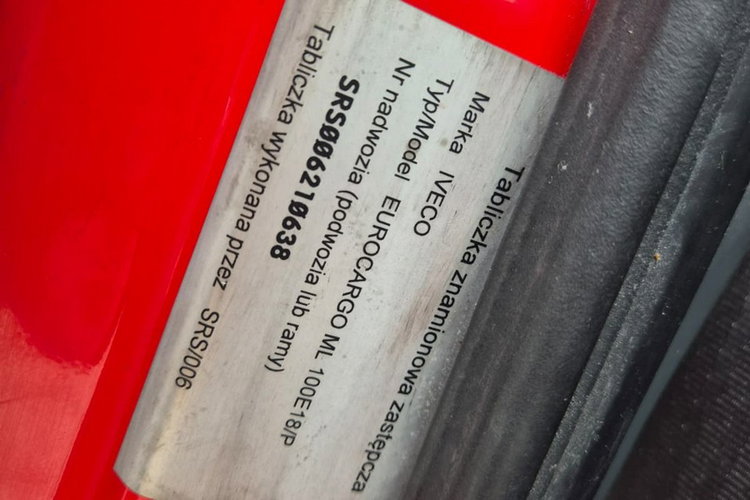 Tabliczka znamionowa zastępcza
Marka IVECO
Typ/Model EUROCARGO ML 100E18/P
Nr nadwozia (podwozia lub ramy)
SRS006210638
Tabliczka wykonana przez SRS/006